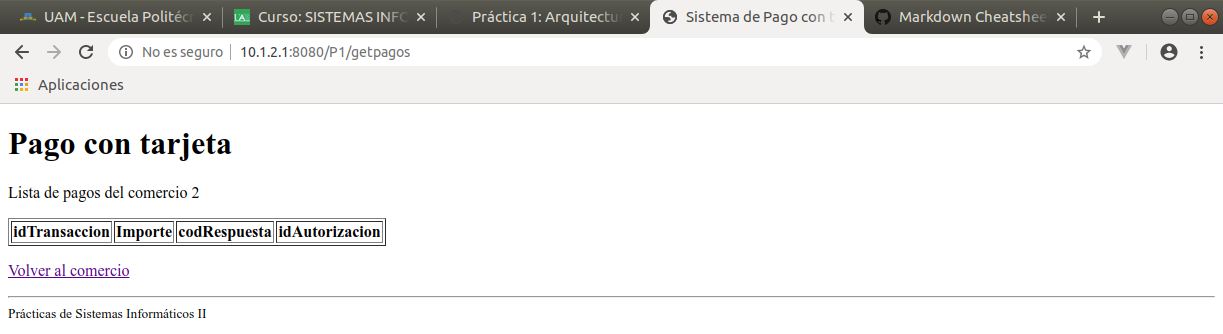 UAM - Escuela Politéc
Curso: SISTEMAS INFO
Práctica 1: Arquitectu
Sistema de Pago con t
Markdown Cheatshee
No es seguro
10.1.2.1:8080/P1/getpagos
Aplicaciones
Pago con tarjeta
Lista de pagos del comercio 2
idTransaccion Importe codRespuesta idAutorizacion
Volver al comercio
Prácticas de Sistemas Informáticos II